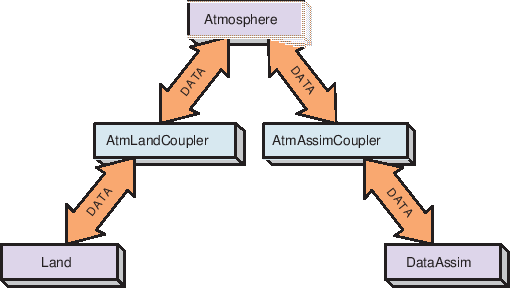 Atmosphere
DATA
DATA
AtmLandCoupler
AtmAssimCoupler
DATA
DATA
Land
DataAssim